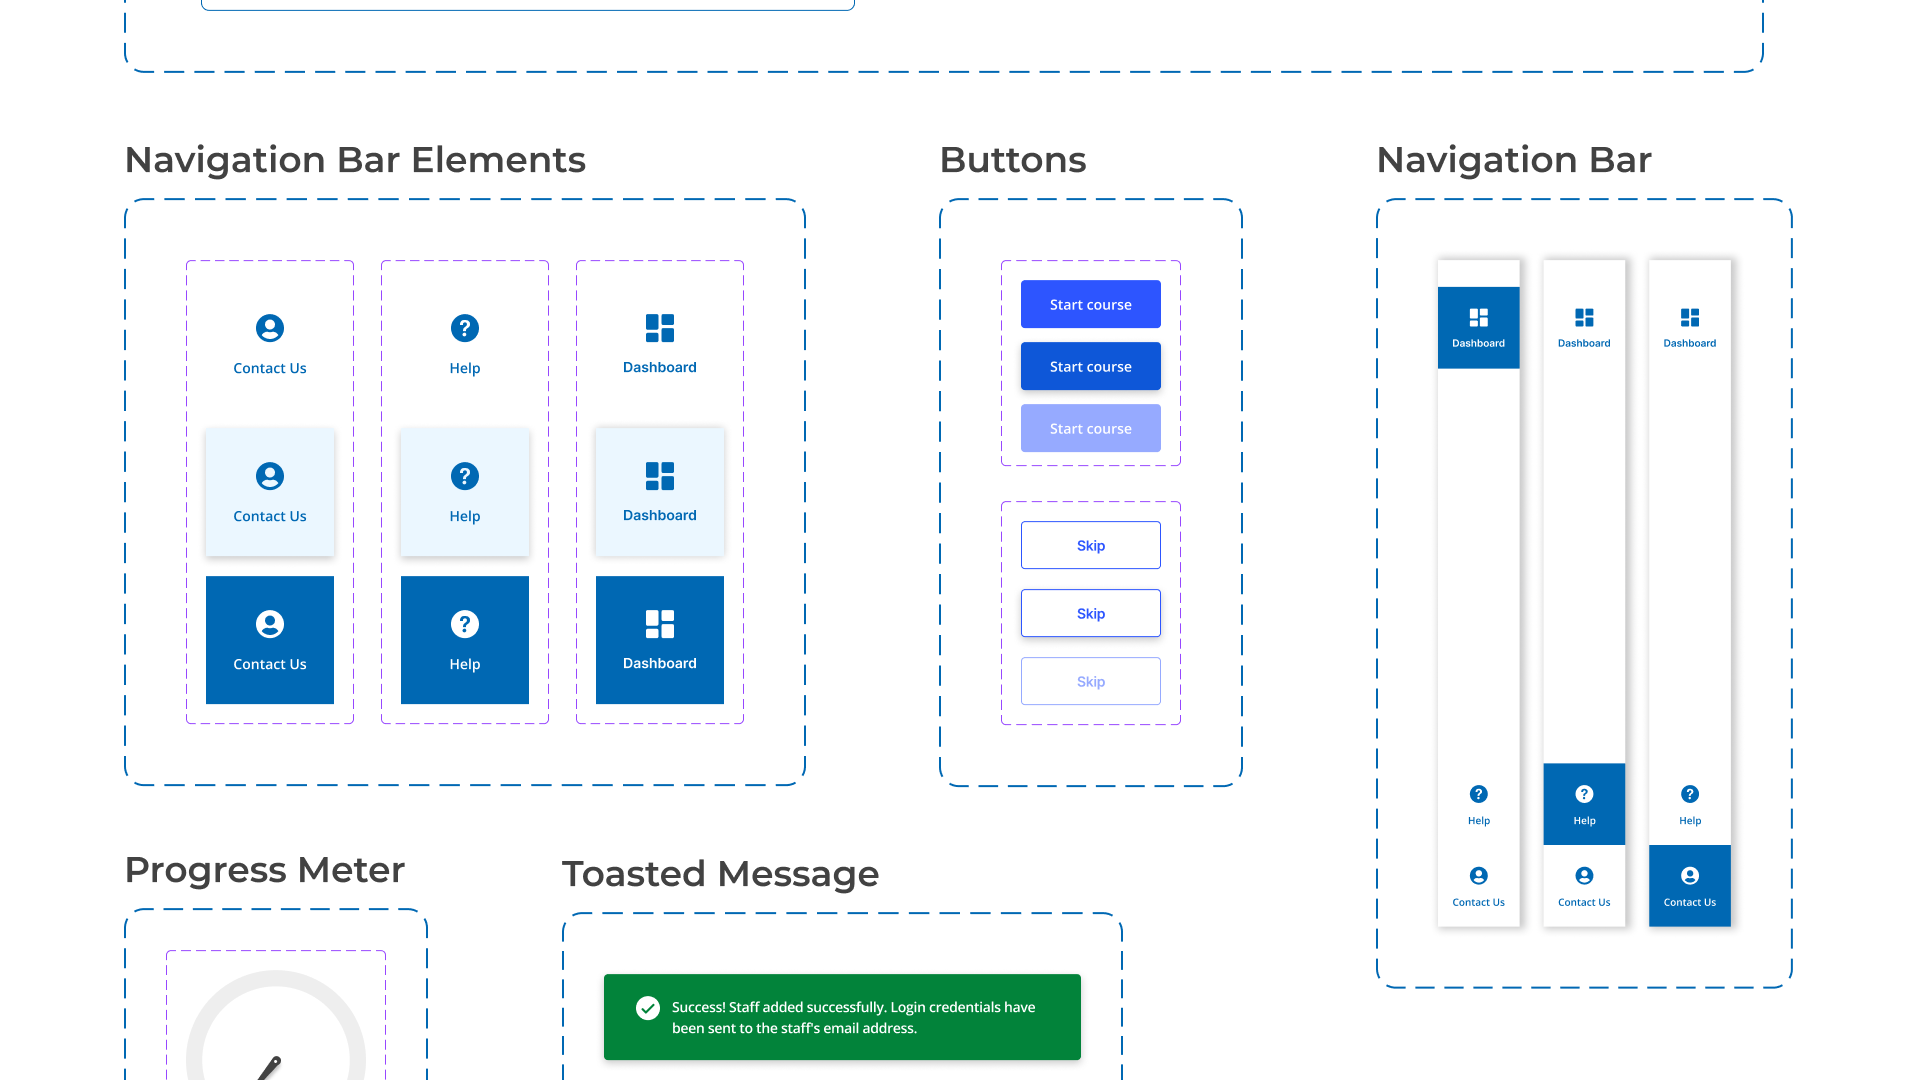 Navigation Bar Elements
Contact Us
Help
Dashboard
Contact Us
Help
Dashboard
Contact Us
Help
Dashboard
Buttons
Start course
Start course
Start course
Skip
Skip
Skip
Navigation Bar
Dashboard
Dashboard
Dashboard
Help
Help
Help
Contact Us
Contact Us
Contact Us
Progress Meter
Toasted Message
Success! Staff added successfully. Login credentials have
been sent to the staff's email address.